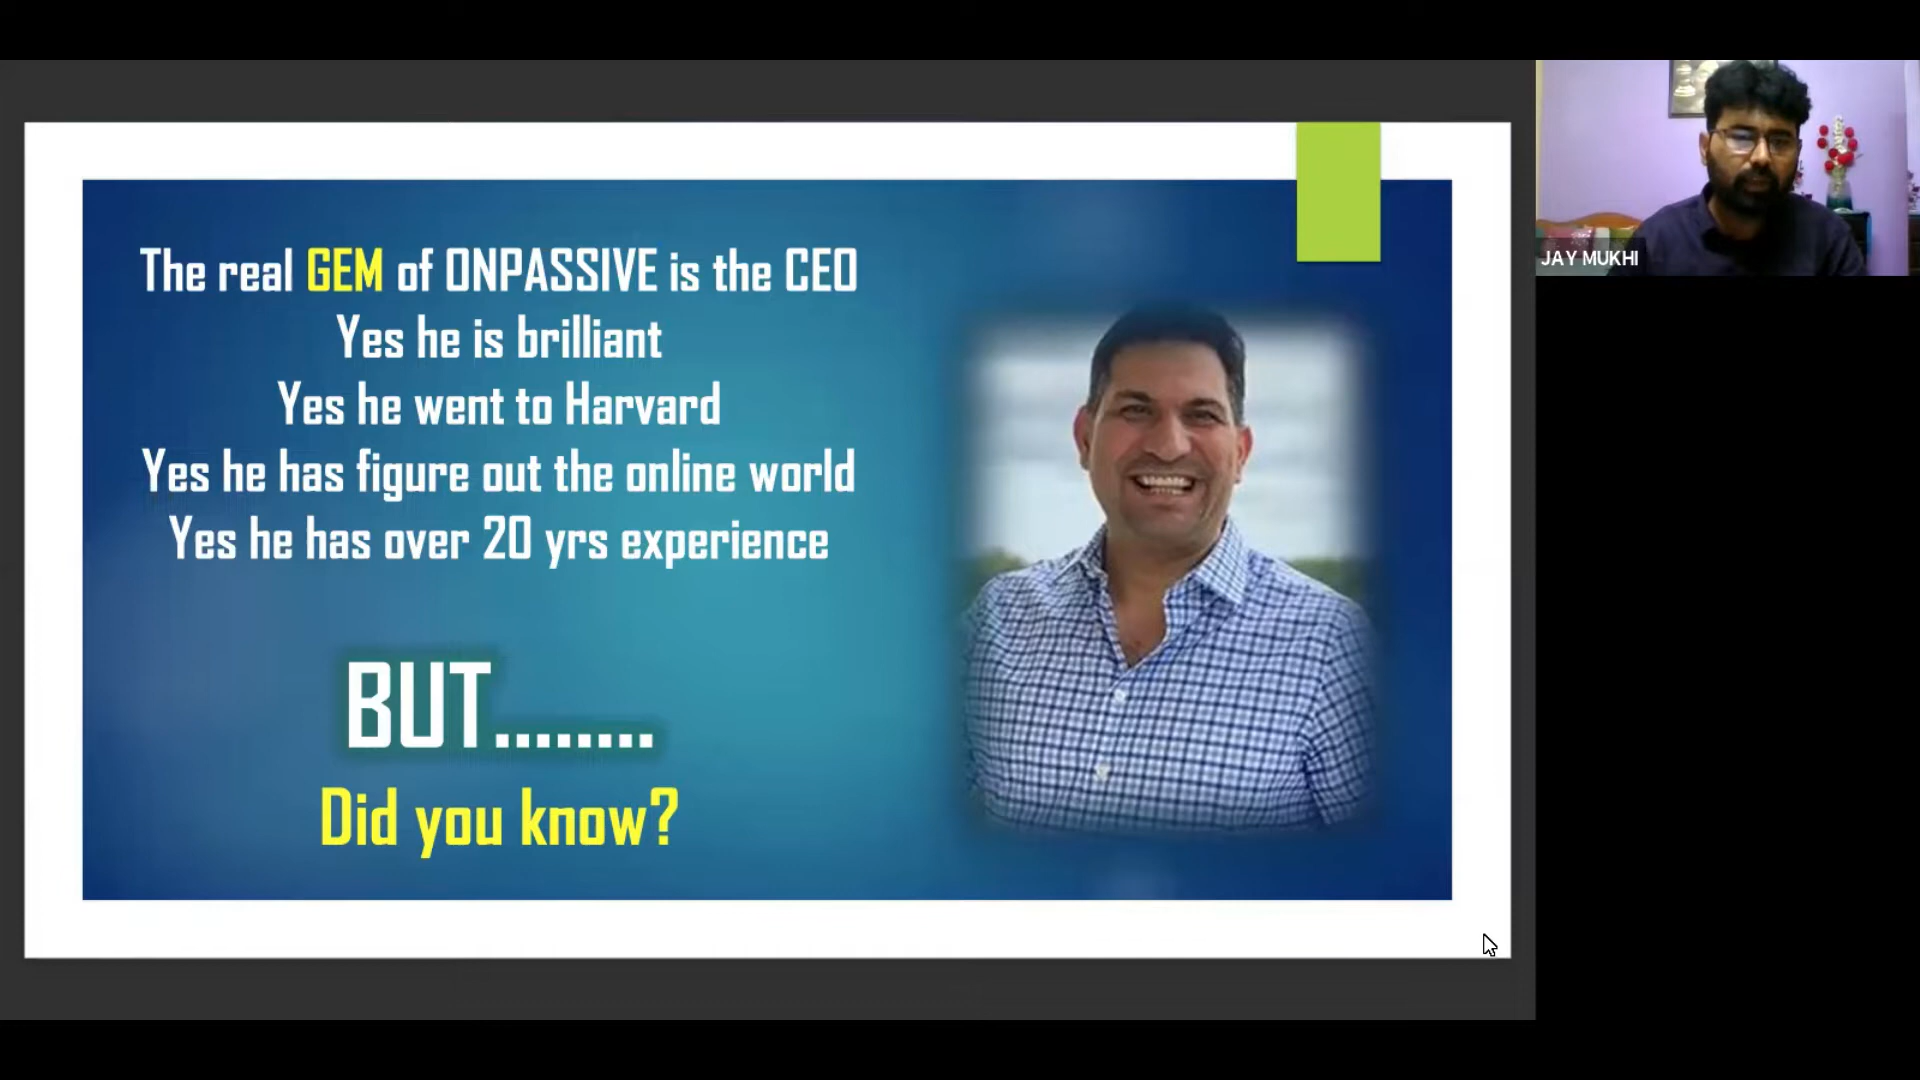 The real GEM of ONPASSIVE is the CEO
Yes he is brilliant
Yes he went to Harvard
Yes he has figure out the online world
Yes he has over 20 yrs experience
BUT........
Did you know?
JAY MUKHI